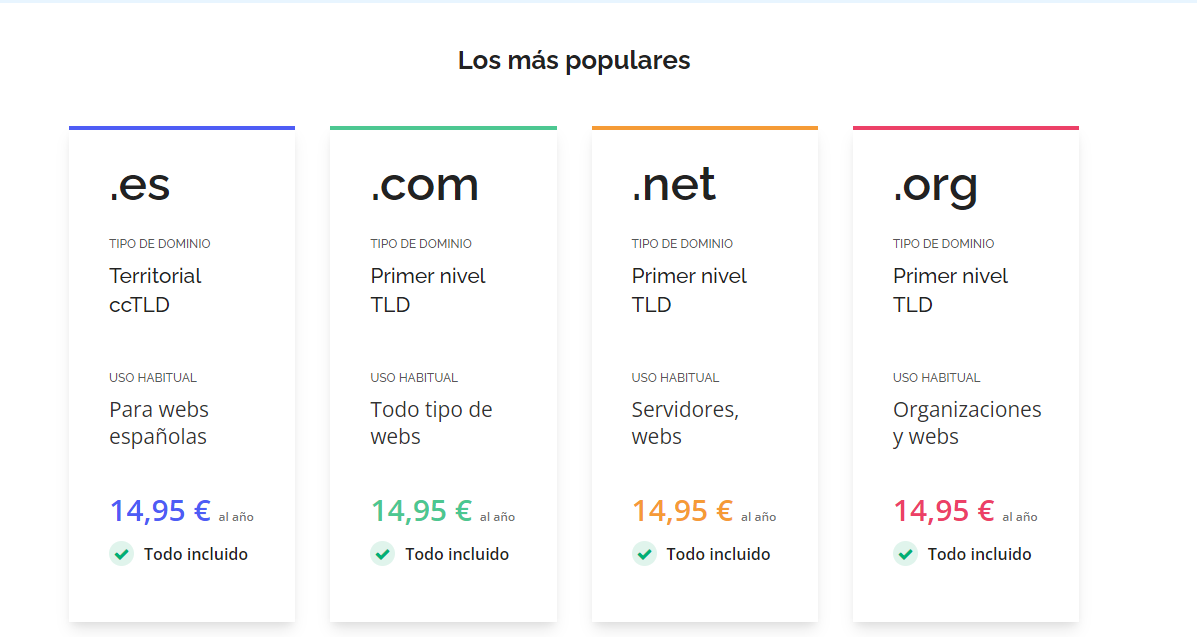 Los más populares
.es
TIPO DE DOMINIO
Territorial
ccTLD
USO HABITUAL
Para webs
españolas
14,95 € al año
Todo incluido
.com
TIPO DE DOMINIO
Primer nivel
TLD
USO HABITUAL
Todo tipo de
webs
14,95 € al año
Todo incluido
.net
TIPO DE DOMINIO
Primer nivel
TLD
USO HABITUAL
Servidores,
webs
14,95 € al año
Todo incluido
.org
TIPO DE DOMINIO
Primer nivel
TLD
USO HABITUAL
Organizaciones
y webs
14,95 € al año
Todo incluido